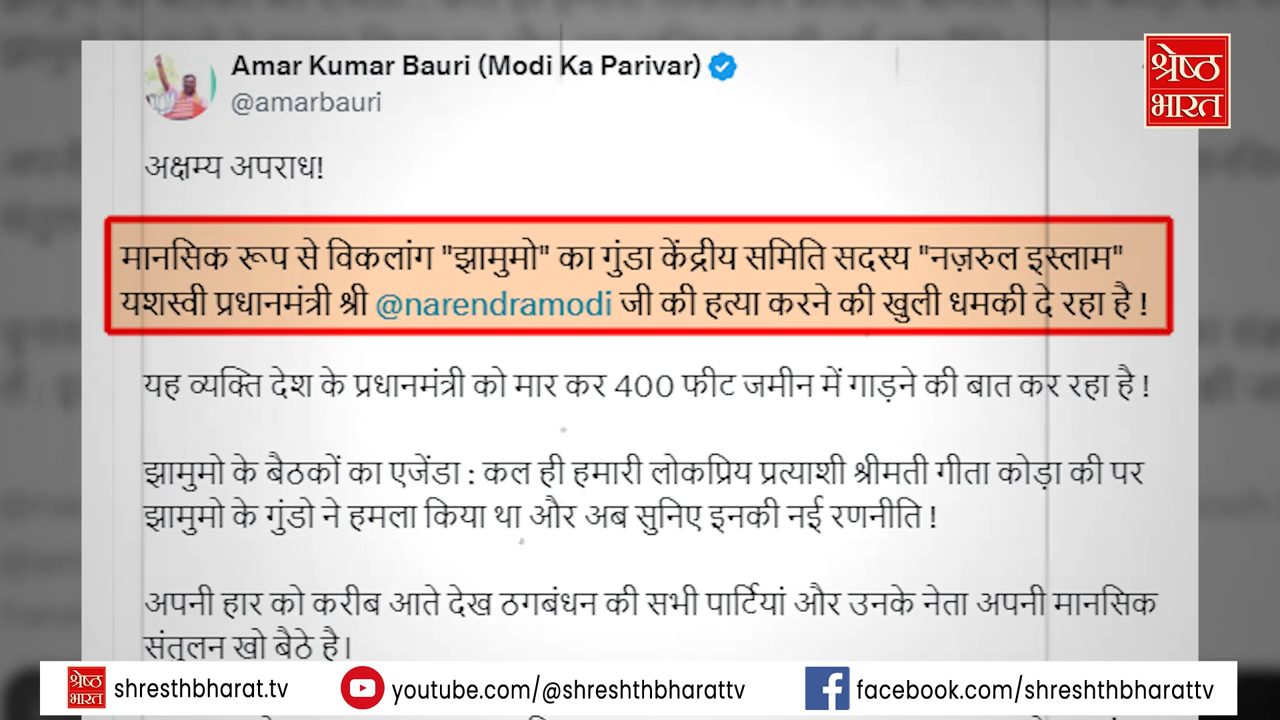 Amar Kumar Bauri (Modi Ka Parivar)
@amarbauri
श्रेष्ठ
भारत
अक्षम्य अपराध!
मानसिक रूप से विकलांग "झामुमो" का गुंडा केंद्रीय समिति सदस्य "नज़रुल इस्लाम"
यशस्वी प्रधानमंत्री श्री @narendramodi जी की हत्या करने की खुली धमकी दे रहा है !
यह व्यक्ति देश के प्रधानमंत्री को मार कर 400 फीट जमीन में गाड़ने की बात कर रहा है !
झामुमो के बैठकों का एजेंडा : कल ही हमारी लोकप्रिय प्रत्याशी श्रीमती गीता कोड़ा की पर
झामुमो के गुंडो ने हमला किया था और अब सुनिए इनकी नई रणनीति !
अपनी हार को करीब आते देख ठगबंधन की सभी पार्टियां और उनके नेता अपनी मानसिक
संतुलन खो बैठे है।
श्रेष्ठ
भारत
shresthbharat.tv
youtube.com/@shreshthbharattv
facebook.com/shreshthbharattv